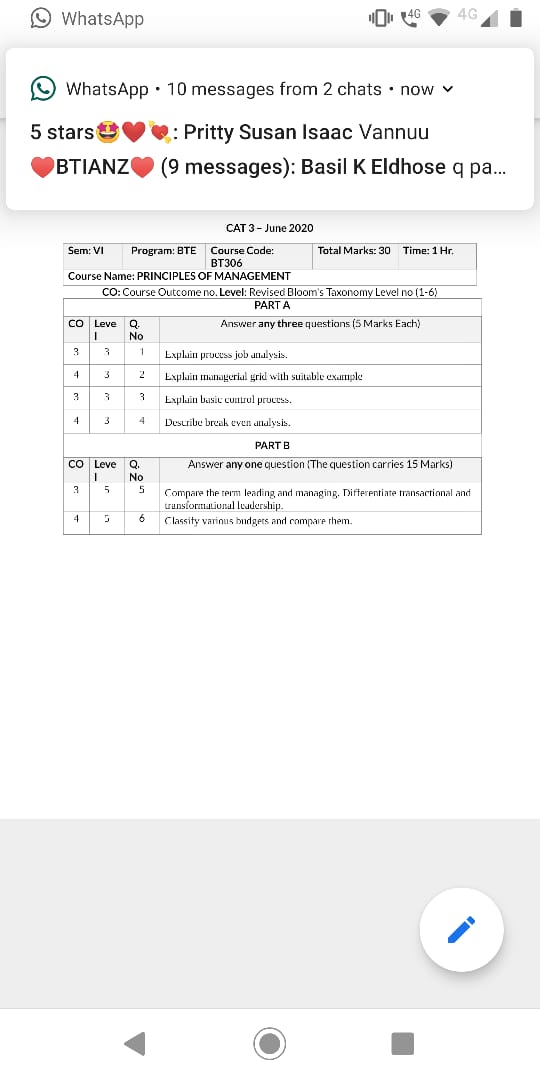 WhatsApp
4G 4G
WhatsApp • 10 messages from 2 chats • now
5 stars🤩❤️💘: Pritty Susan Isaac Vannuu
❤️BTIANZ❤️ (9 messages): Basil K Eldhose q pa...
CAT 3 – June 2020
Sem: VI Program: BTE Course Code: BT306 Total Marks: 30 Time: 1 Hr.
Course Name: PRINCIPLES OF MANAGEMENT
CO: Course Outcome no. Level: Revised Bloom's Taxonomy Level no (1-6)
PART A
CO Level Q. No Answer any three questions (5 Marks Each)
3 3 1 Explain process job analysis.
4 3 2 Explain managerial grid with suitable example
3 3 3 Explain basic control process.
4 3 4 Describe break even analysis.
PART B
CO Level Q. No Answer any one question (The question carries 15 Marks)
3 5 5 Compare the term leading and managing. Differentiate transactional and
transformational leadership.
4 5 6 Classify various budgets and compare them.